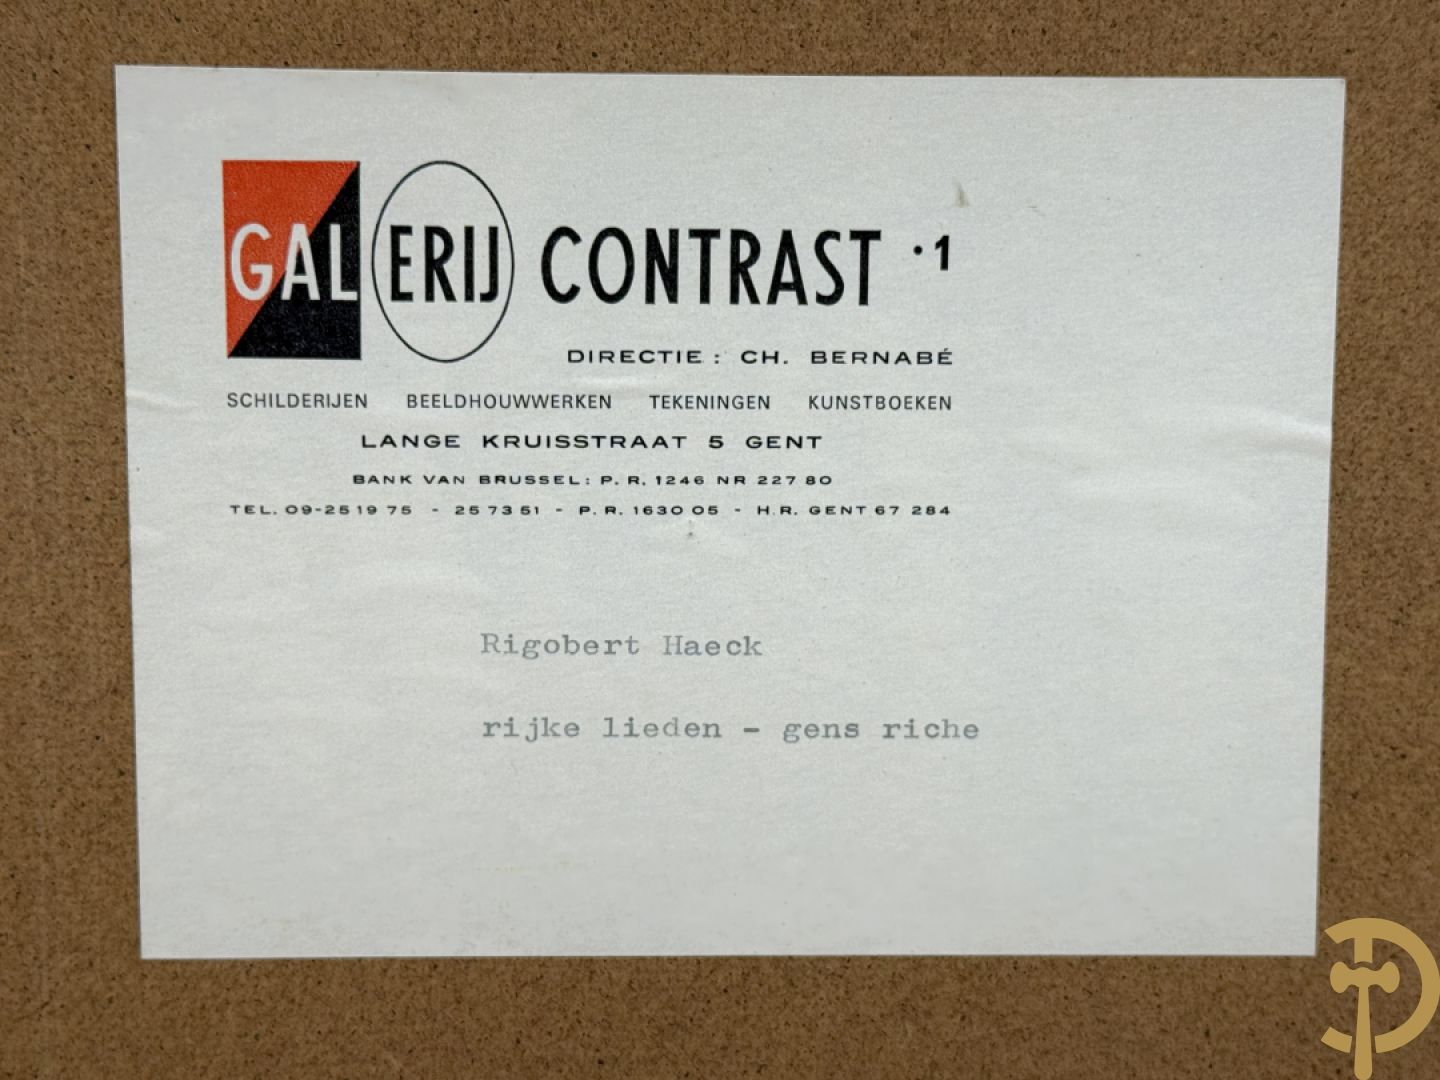 GALERIJ CONTRAST ·1
DIRECTIE : CH. BERNABÉ
SCHILDERIJEN BEELDHOUWWERKEN TEKENINGEN KUNSTBOEKEN
LANGE KRUISSTRAAT 5 GENT
BANK VAN BRUSSEL: P. R. 1246 NR 227 80
TEL. 09-25 19 75 - 25 73 51 - P. R. 1630 05 - H.R. GENT 67 284
Rigobert Haeck
rijke lieden - gens riche